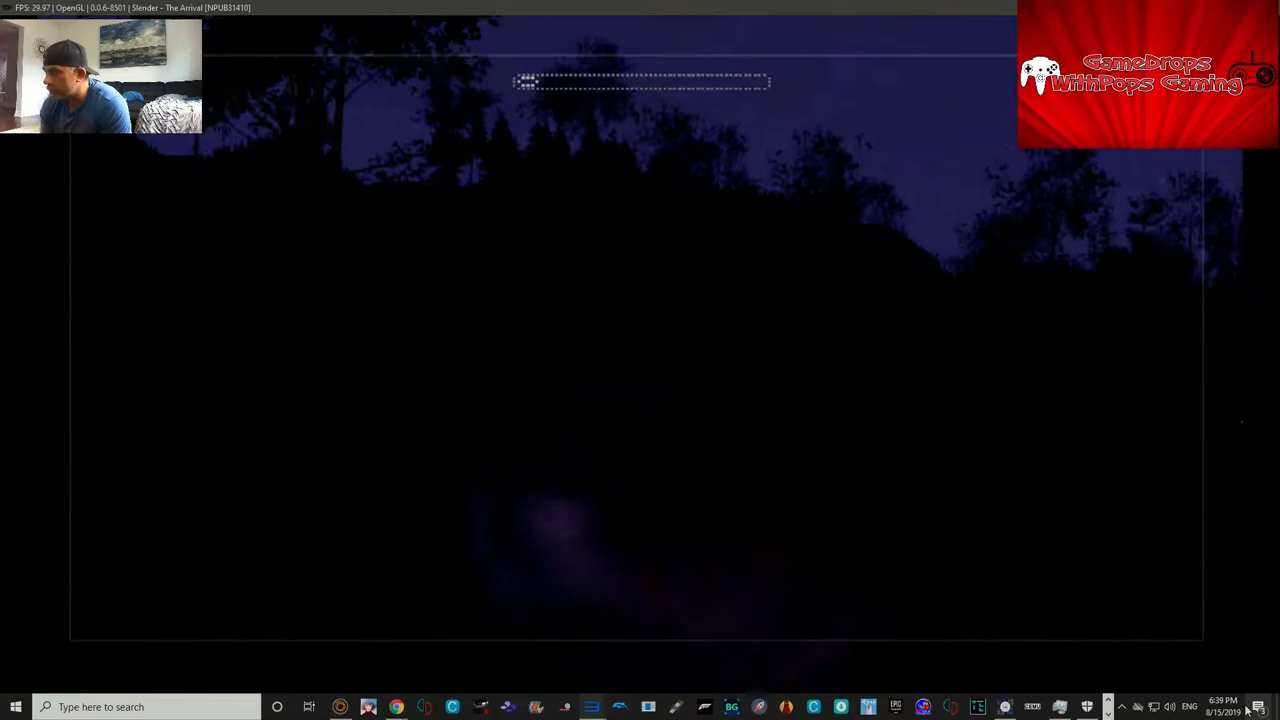 FPS: 29.97 | OpenGL | 0.0.6-8501 | Slender - The Arrival [NPUB31410]
GameDrops
WithPops Gaming
Type here to search
ENG
6:39 PM
8/15/2019